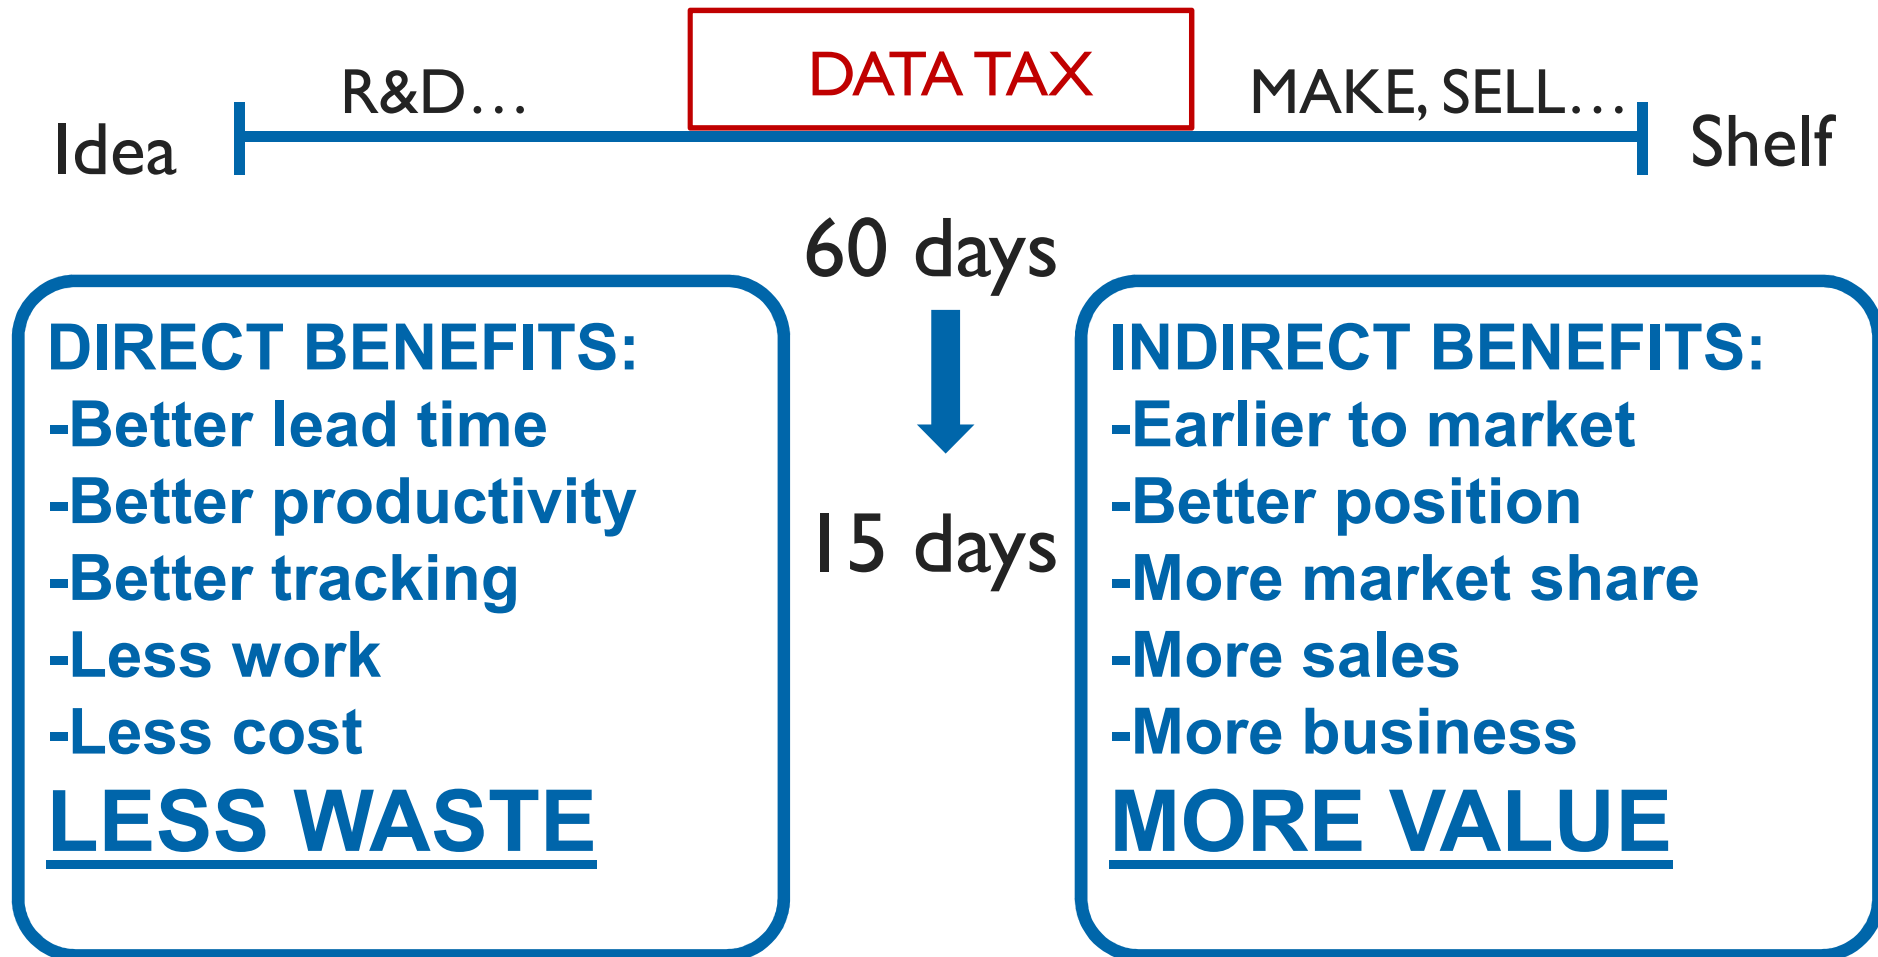 DATA TAX
R&D…
MAKE, SELL…
Idea
Shelf
60 days
15 days
DIRECT BENEFITS:
-Better lead time
-Better productivity
-Better tracking
-Less work
-Less cost
LESS WASTE
INDIRECT BENEFITS:
-Earlier to market
-Better position
-More market share
-More sales
-More business
MORE VALUE